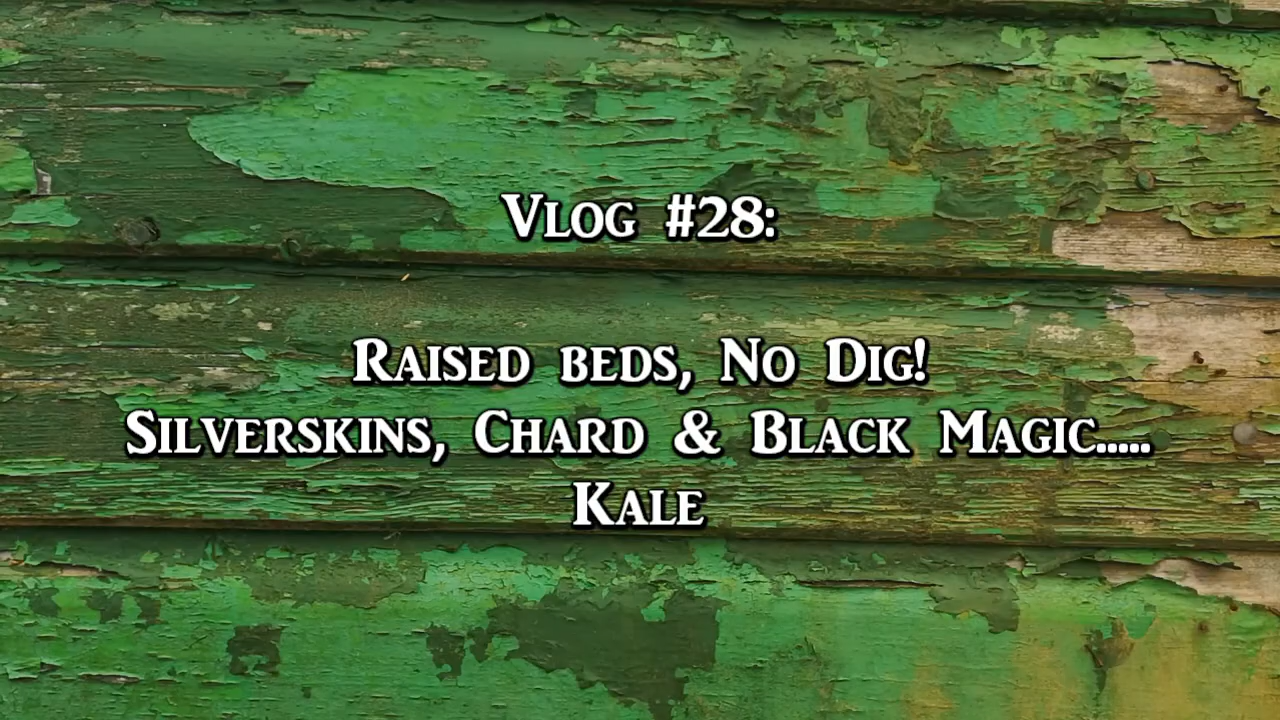 Vlog #28:
Raised beds, No Dig!
Silverskins, Chard & Black Magic.....
Kale